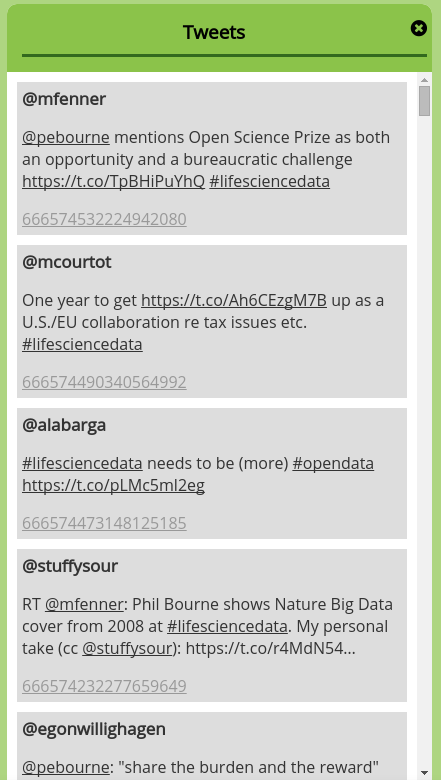 Tweets
@mfenner
@pebourne mentions Open Science Prize as both
an opportunity and a bureaucratic challenge
https://t.co/TpBHiPuYhQ #lifesciencedata
666574532224942080
@mcourtot
One year to get https://t.co/Ah6CEzgM7B up as a
U.S./EU collaboration re tax issues etc.
#lifesciencedata
666574490340564992
@alabarga
#lifesciencedata needs to be (more) #opendata
https://t.co/pLMc5ml2eg
666574473148125185
@stuffysour
RT @mfenner: Phil Bourne shows Nature Big Data
cover from 2008 at #lifesciencedata. My personal
take (cc @stuffysour): https://t.co/r4MdN54…
666574232277659649
@egonwillighagen
@pebourne: "share the burden and the reward"